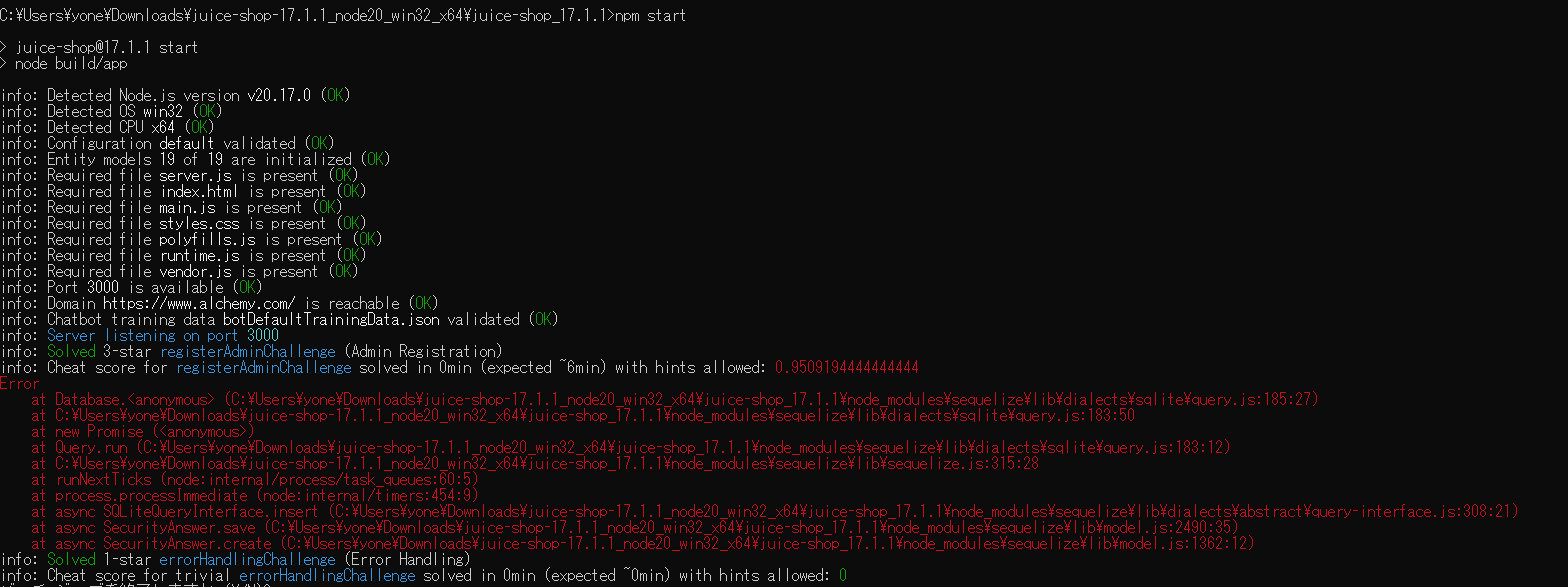 C:\Users\yone\Downloads\juice-shop-17.1.1_node20_win32_x64\juice-shop_17.1.1>npm start
> juice-shop@17.1.1 start
> node build/app
info: Detected Node.js version v20.17.0 (OK)
info: Detected OS win32 (OK)
info: Detected CPU x64 (OK)
info: Configuration default validated (OK)
info: Entity models 19 of 19 are initialized (OK)
info: Required file server.js is present (OK)
info: Required file index.html is present (OK)
info: Required file main.js is present (OK)
info: Required file styles.css is present (OK)
info: Required file polyfills.js is present (OK)
info: Required file runtime.js is present (OK)
info: Required file vendor.js is present (OK)
info: Port 3000 is available (OK)
info: Domain https://www.alchemy.com/ is reachable (OK)
info: Chatbot training data botDefaultTrainingData.json validated (OK)
info: Server listening on port 3000
info: Solved 3-star registerAdminChallenge (Admin Registration)
info: Cheat score for registerAdminChallenge solved in 0min (expected ~6min) with hints allowed: 0.9509194444444444
Error
at Database.<anonymous> (C:\Users\yone\Downloads\juice-shop-17.1.1_node20_win32_x64\juice-shop_17.1.1\node_modules\sequelize\lib\dialects\sqlite\query.js:185:27)
at C:\Users\yone\Downloads\juice-shop-17.1.1_node20_win32_x64\juice-shop_17.1.1\node_modules\sequelize\lib\dialects\sqlite\query.js:183:50
at new Promise (<anonymous>)
at Query.run (C:\Users\yone\Downloads\juice-shop-17.1.1_node20_win32_x64\juice-shop_17.1.1\node_modules\sequelize\lib\dialects\sqlite\query.js:183:12)
at C:\Users\yone\Downloads\juice-shop-17.1.1_node20_win32_x64\juice-shop_17.1.1\node_modules\sequelize\lib\sequelize.js:315:28
at runNextTicks (node:internal/process/task_queues:60:5)
at process.processImmediate (node:internal/timers:454:9)
at async SQLiteQueryInterface.insert (C:\Users\yone\Downloads\juice-shop-17.1.1_node20_win32_x64\juice-shop_17.1.1\node_modules\sequelize\lib\dialects\abstract\query-interface.js:308:21)
at async SecurityAnswer.save (C:\Users\yone\Downloads\juice-shop-17.1.1_node20_win32_x64\juice-shop_17.1.1\node_modules\sequelize\lib\model.js:2490:35)
at async SecurityAnswer.create (C:\Users\yone\Downloads\juice-shop-17.1.1_node20_win32_x64\juice-shop_17.1.1\node_modules\sequelize\lib\model.js:1362:12)
info: Solved 1-star errorHandlingChallenge (Error Handling)
info: Cheat score for trivial errorHandlingChallenge solved in 0min (expected ~0min) with hints allowed: 0